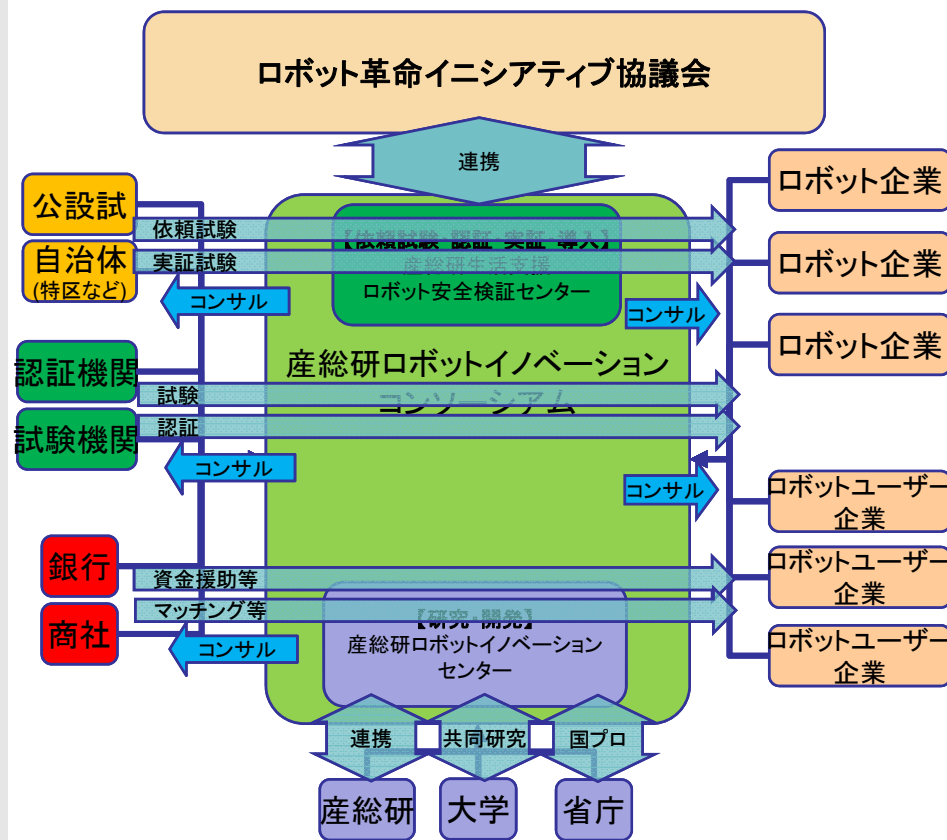 ロボット革命イニシアティブ協議会
連携
公設試
自治体
(特区など)
依頼試験
実証試験
コンサル
【依頼試験・認証・実証・導入】
産総研生活支援
ロボット安全検証センター
コンサル
ロボット企業
ロボット企業
ロボット企業
産総研ロボットイノベーション
コンソーシアム
認証機関
試験機関
試験
認証
コンサル
コンサル
ロボットユーザー
企業
ロボットユーザー
企業
ロボットユーザー
企業
銀行
商社
資金援助等
マッチング等
コンサル
【研究・開発】
産総研ロボットイノベーション
センター
連携
共同研究
国プロ
産総研
大学
省庁